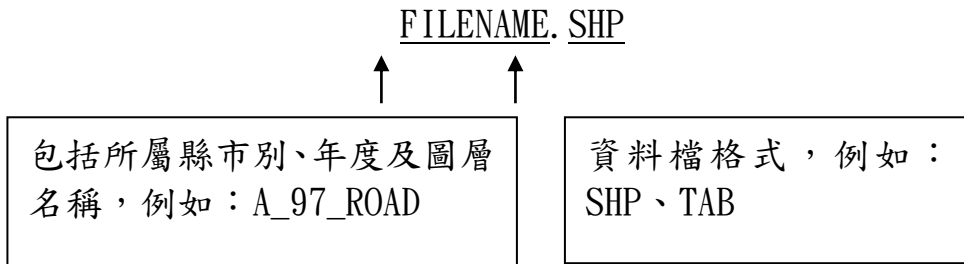 FILENAME. SHP
包括所屬縣市別、年度及圖層
名稱，例如：A_97_ROAD
資料檔格式，例如：
SHP、TAB